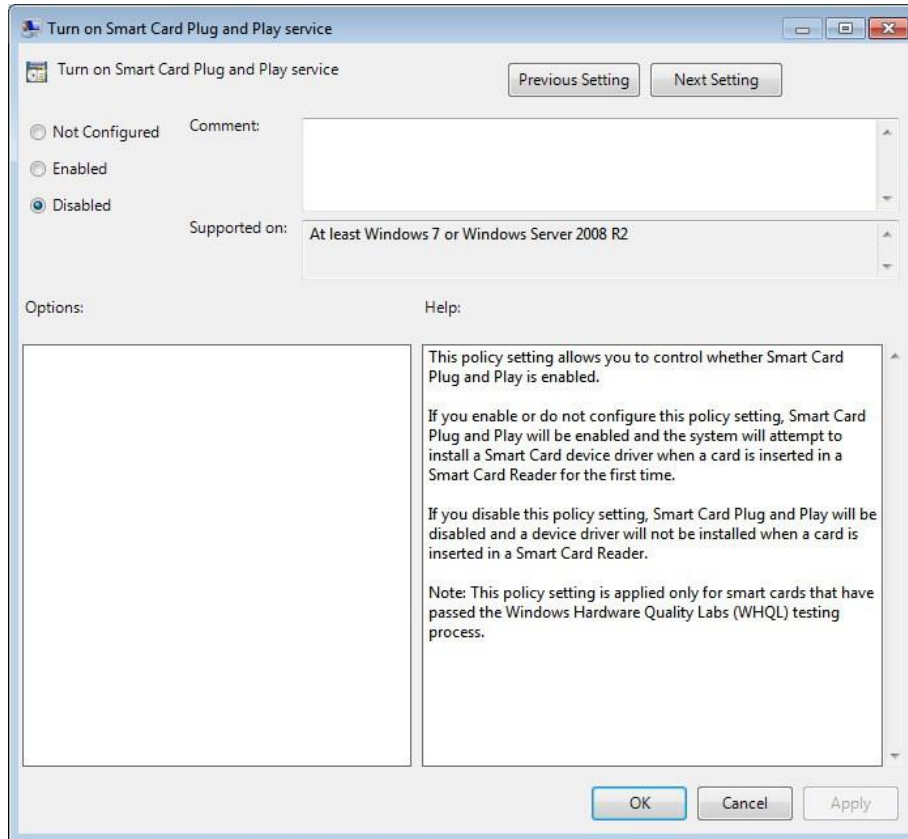 Turn on Smart Card Plug and Play service
Turn on Smart Card Plug and Play service
Previous Setting
Next Setting
Not Configured
Comment:
Enabled
Disabled
Supported on:
At least Windows 7 or Windows Server 2008 R2
Options:
Help:
This policy setting allows you to control whether Smart Card
Plug and Play is enabled.
If you enable or do not configure this policy setting, Smart Card
Plug and Play will be enabled and the system will attempt to
install a Smart Card device driver when a card is inserted in a
Smart Card Reader for the first time.
If you disable this policy setting, Smart Card Plug and Play will be
disabled and a device driver will not be installed when a card is
inserted in a Smart Card Reader.
Note: This policy setting is applied only for smart cards that have
passed the Windows Hardware Quality Labs (WHQL) testing
process.
OK
Cancel
Apply